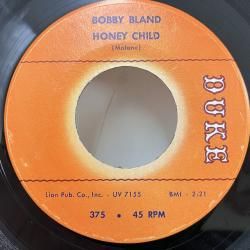 BOBBY BLAND
HONEY CHILD
(Malone)
DUKE
Lion Pub. Co., Inc. - UV 7155
BMI - 2:21
375 • 45 RPM